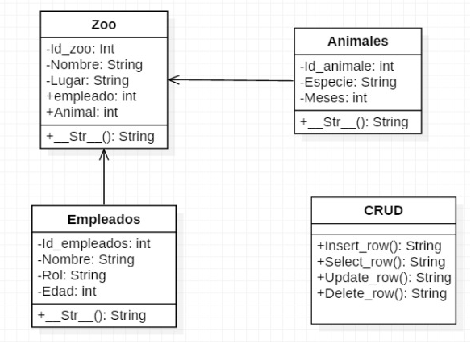 Zoo
-Id_zoo: Int
-Nombre: String
-Lugar: String
+empleado: int
+Animal: int
+__Str__(): String
Animales
-Id_animale: int
-Especie: String
-Meses: int
+__Str__(): String
Empleados
-Id_empleados: int
-Nombre: String
-Rol: String
-Edad: int
+__Str__(): String
CRUD
+Insert_row(): String
+Select_row(): String
+Update_row(): String
+Delete_row(): String